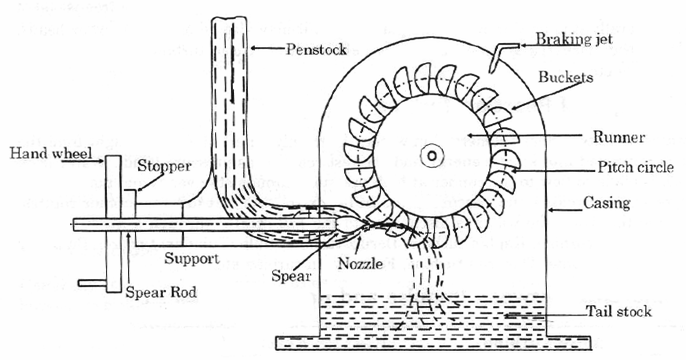 Braking jet
Penstock
Buckets
Runner
Hand wheel
Stopper
Pitch circle
Casing
Support
Spear
Nozzle
Spear Rod
Tail stock